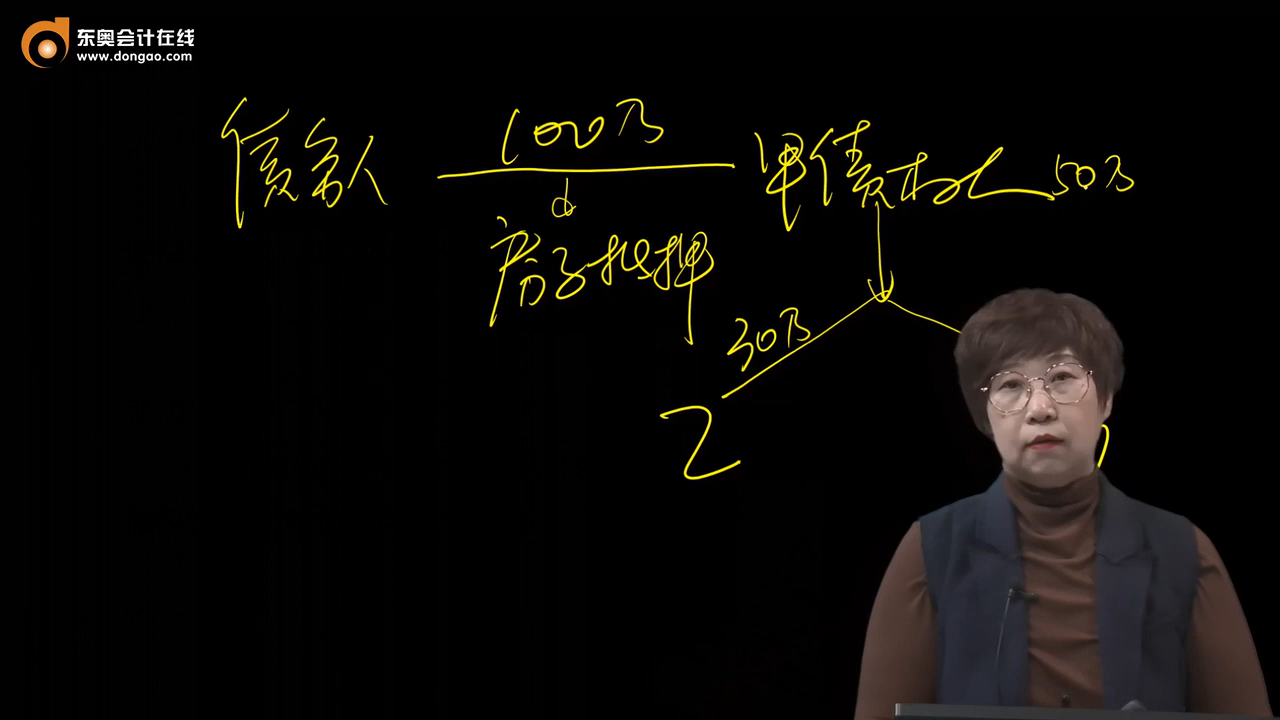 东奥会计在线
www.dongao.com
债务人 100万 甲债权人 50万
房子抵押
30万
乙